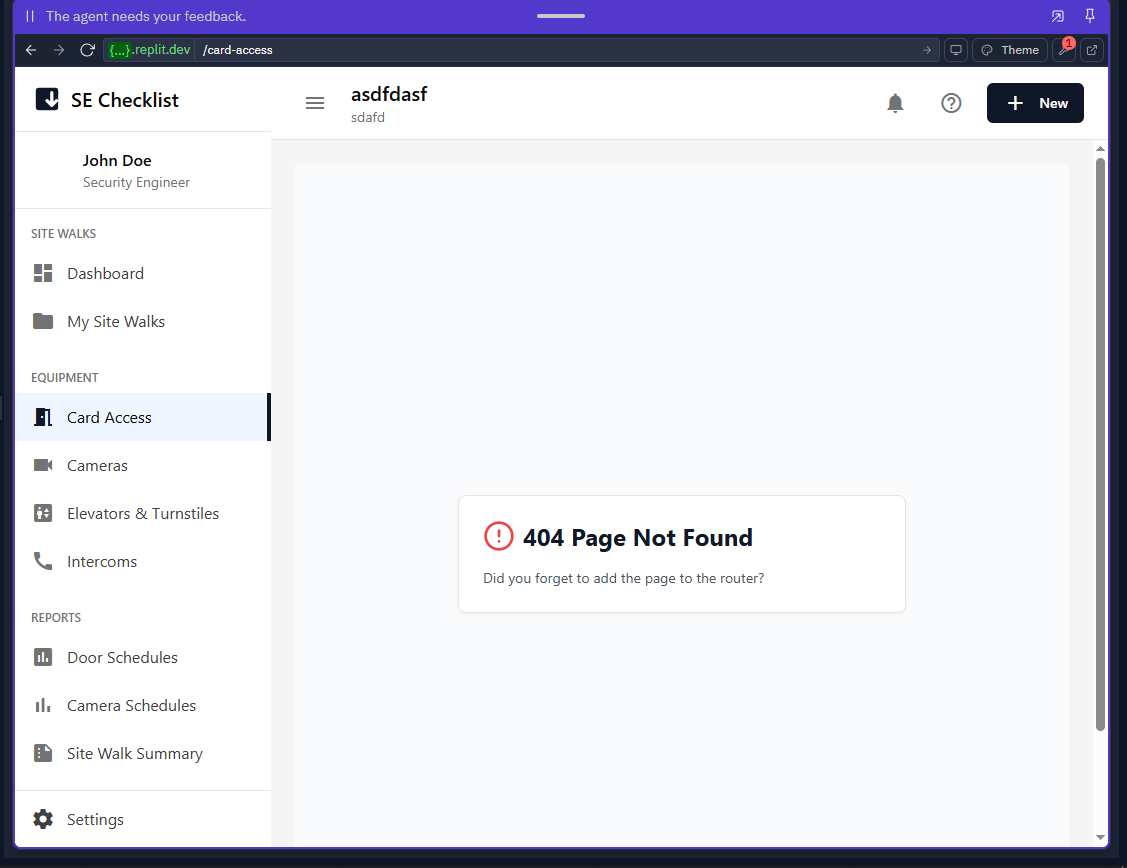 The agent needs your feedback.
{...}.replit.dev /card-access
Theme
1
SE Checklist
asdfdasf
sdafd
New
John Doe
Security Engineer
SITE WALKS
Dashboard
My Site Walks
EQUIPMENT
Card Access
Cameras
Elevators & Turnstiles
Intercoms
404 Page Not Found
Did you forget to add the page to the router?
REPORTS
Door Schedules
Camera Schedules
Site Walk Summary
Settings